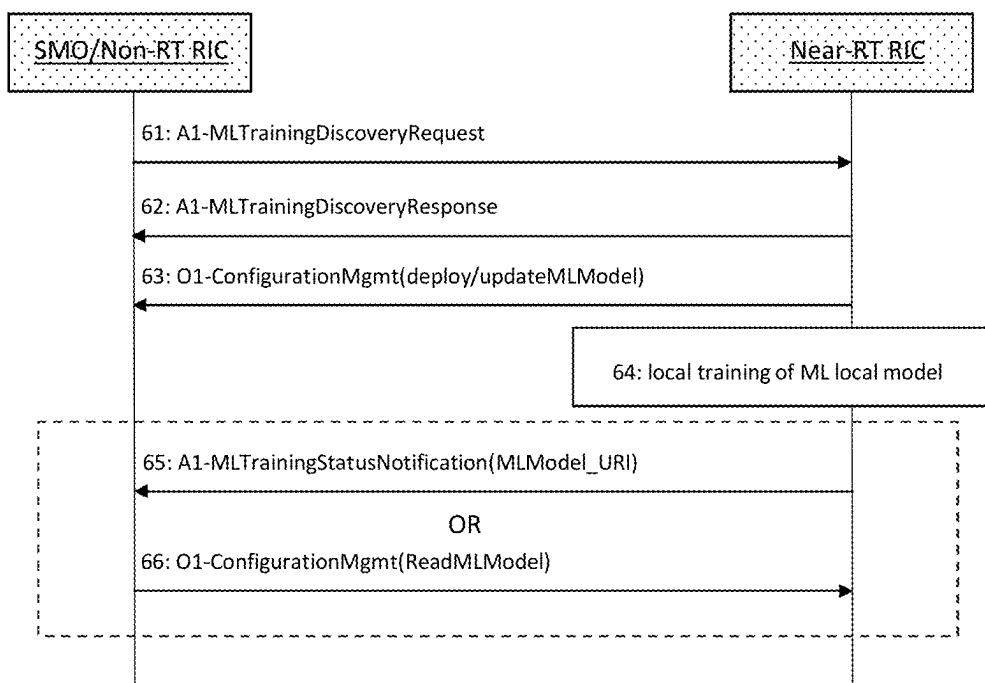 SMO/Non-RT RIC
Near-RT RIC
61: A1-MLTrainingDiscoveryRequest
62: A1-MLTrainingDiscoveryResponse
63: O1-ConfigurationMgmt(deploy/updateMLModel)
64: local training of ML local model
65: A1-MLTrainingStatusNotification(MLModel_URI)
OR
66: O1-ConfigurationMgmt(ReadMLModel)